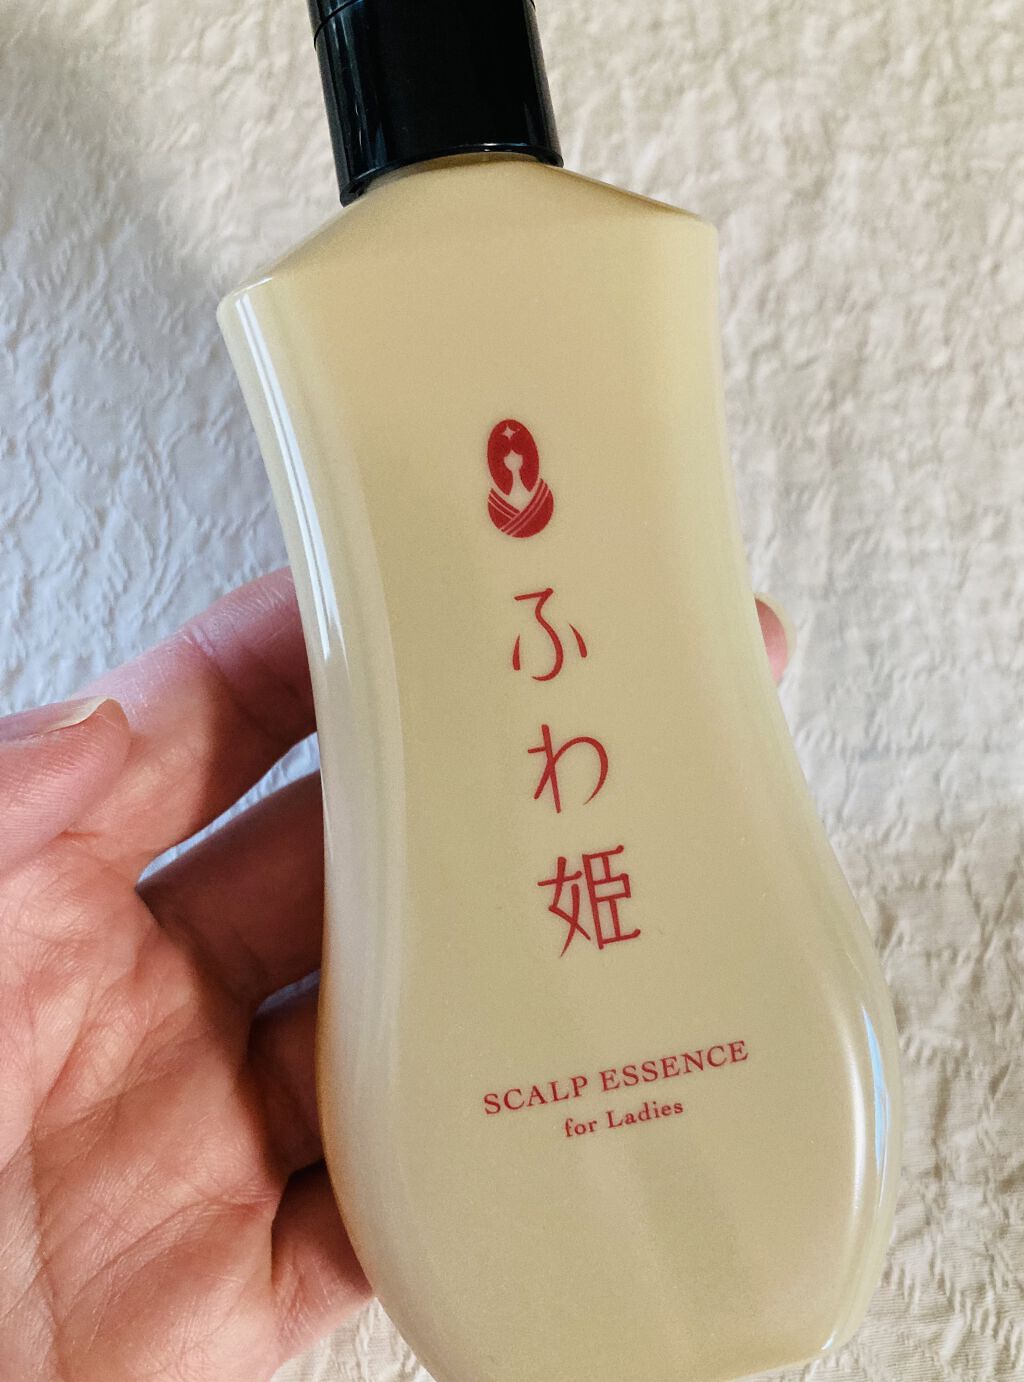 ふわ姫
SCALP ESSENCE
for Ladies